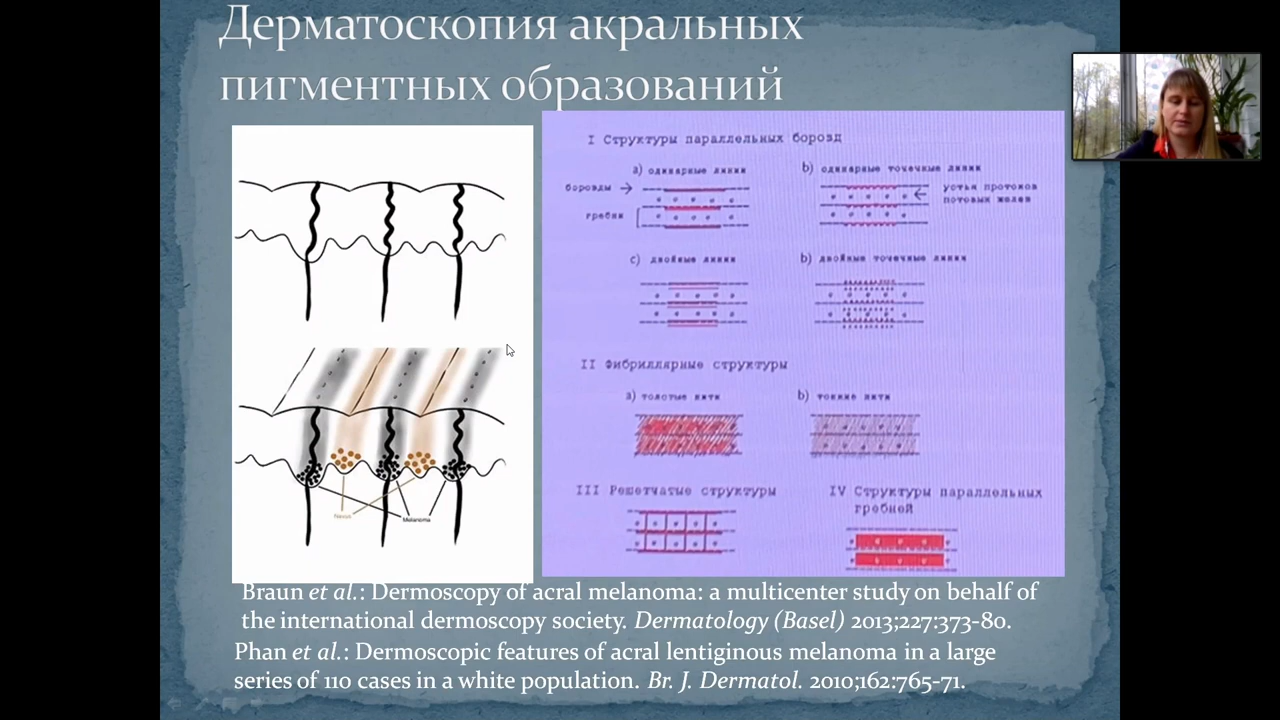 Дерматоскопия акральных
пигментных образований
I Структуры параллельных борозд
a) одинарные линии
b) одинарные точечные линии
борозды
гребни
устья протоков
потовых желез
c) двойные линии
b) двойные точечные линии
II Фибриллярные структуры
a) толстые нити
b) тонкие нити
III Решетчатые структуры
IV Структуры параллельных
гребней
Nevus
Melanoma
Braun et al.: Dermoscopy of acral melanoma: a multicenter study on behalf of
the international dermoscopy society. Dermatology (Basel) 2013;227:373-80.
Phan et al.: Dermoscopic features of acral lentiginous melanoma in a large
series of 110 cases in a white population. Br. J. Dermatol. 2010;162:765-71.